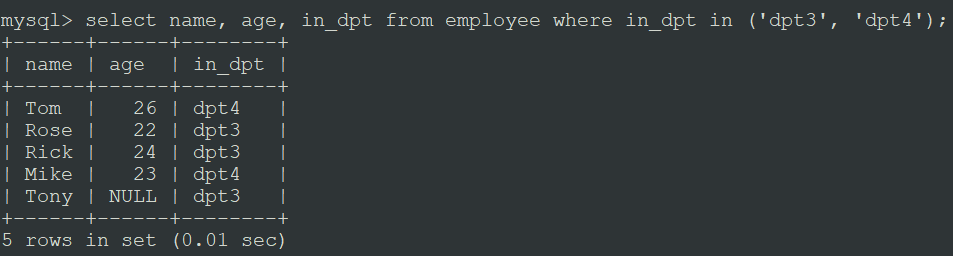 mysql> select name, age, in_dpt from employee where in_dpt in ('dpt3', 'dpt4');
+------+------+--------+
| name | age  | in_dpt |
+------+------+--------+
| Tom  |   26 | dpt4   |
| Rose |   22 | dpt3   |
| Rick |   24 | dpt3   |
| Mike |   23 | dpt4   |
| Tony | NULL | dpt3   |
+------+------+--------+
5 rows in set (0.01 sec)